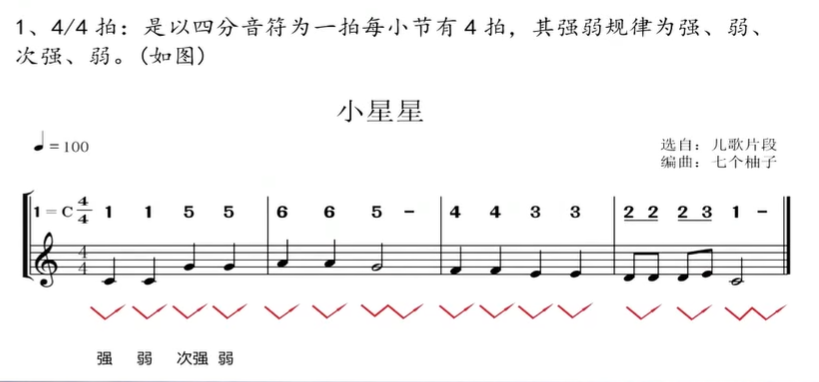 1、4/4 拍：是以四分音符为一拍每小节有 4 拍，其强弱规律为强、弱、
次强、弱。(如图)
小星星
♩=100
选自：儿歌片段
编曲：七个柚子
1=C 4/4 1 1 5 5 | 6 6 5 - | 4 4 3 3 | 2 2 2 3 1 -
4/4
强 弱 次强 弱